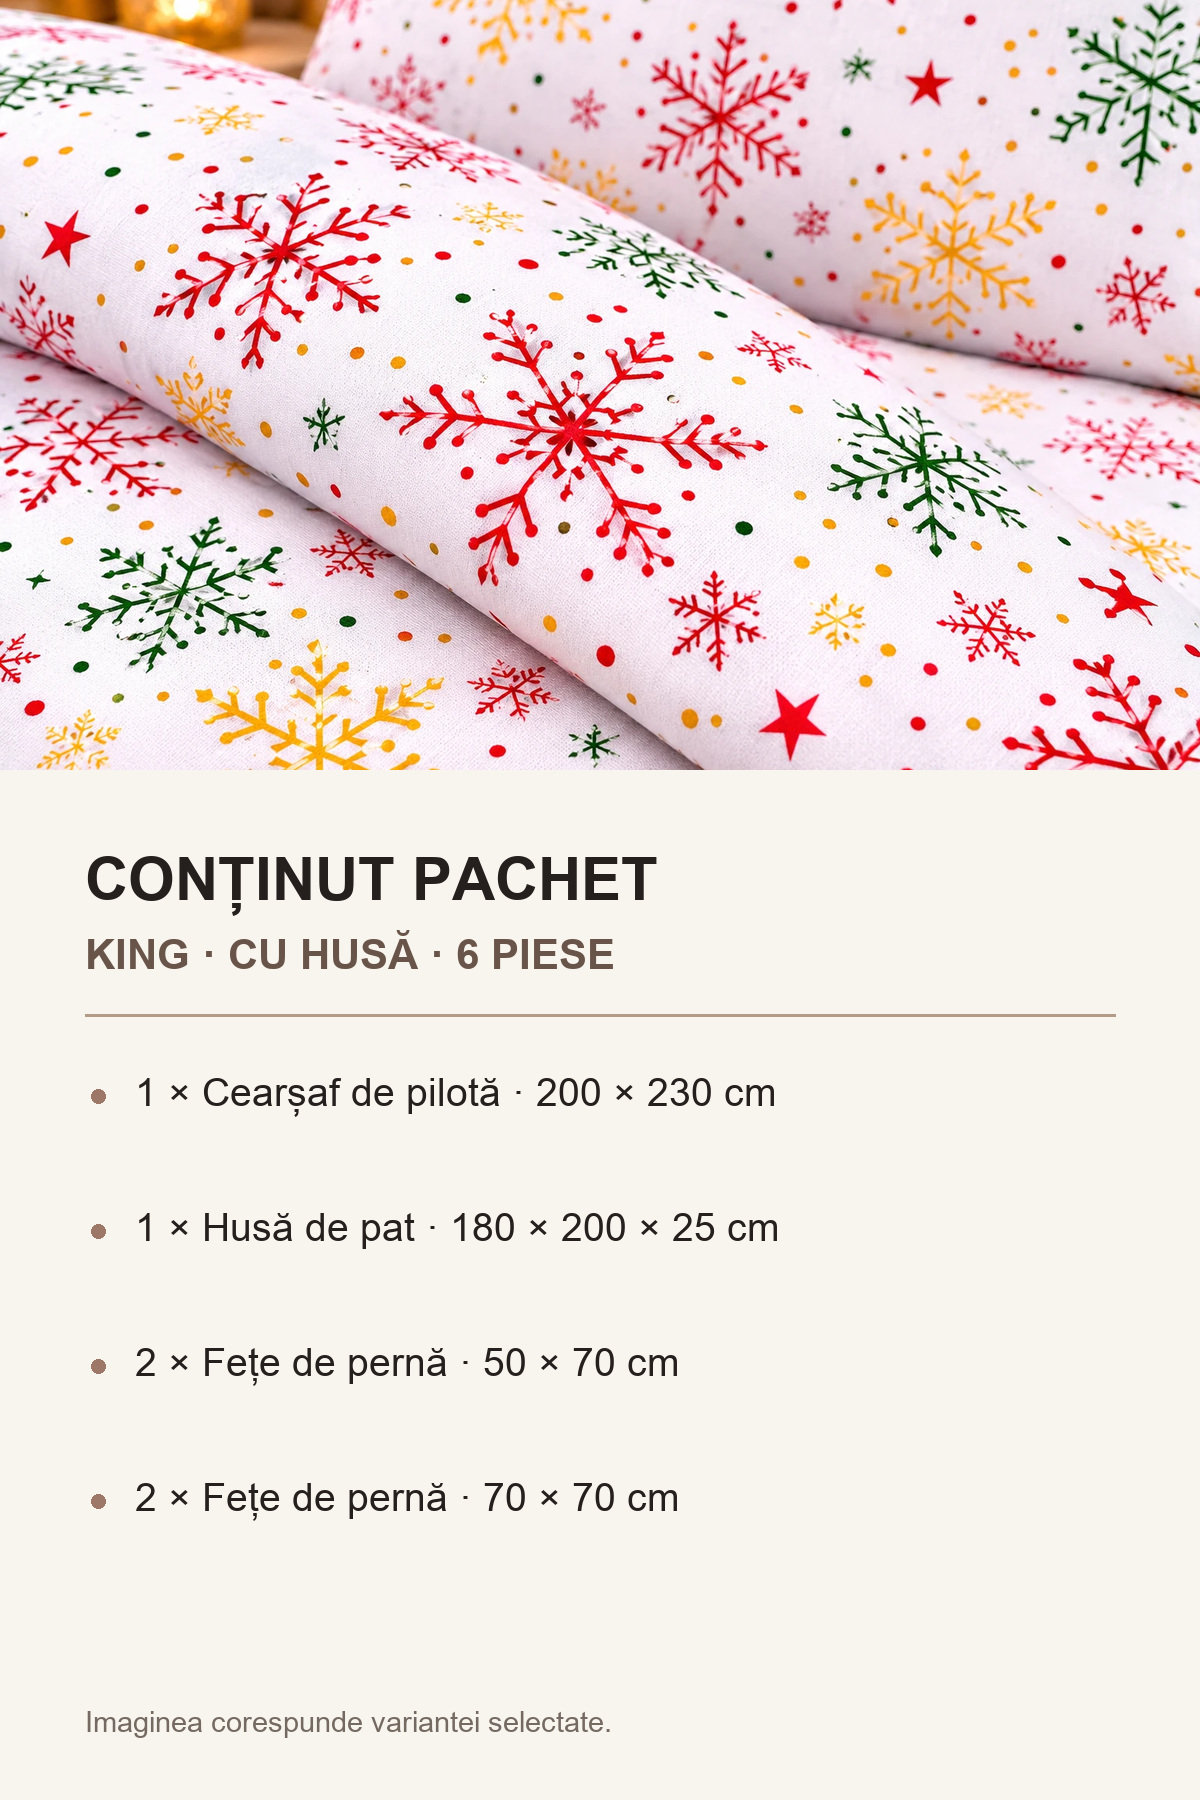 CONȚINUT PACHET
KING · CU HUSĂ · 6 PIESE
1 × Cearșaf de pilotă · 200 × 230 cm
1 × Husă de pat · 180 × 200 × 25 cm
2 × Fețe de pernă · 50 × 70 cm
2 × Fețe de pernă · 70 × 70 cm
Imaginea corespunde variantei selectate.